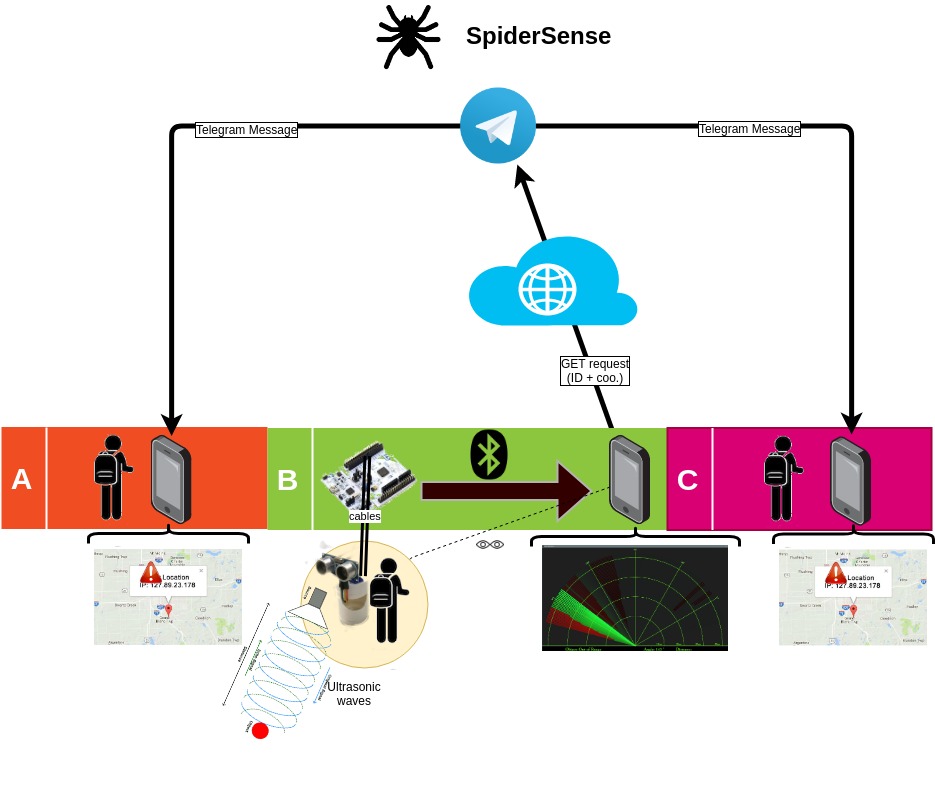 SpiderSense
Telegram Message
Telegram Message
GET request
(ID + coo.)
A
B
C
cables
Location
IP: 127.89.23.178
Location
IP: 127.89.23.178
Ultrasonic
waves